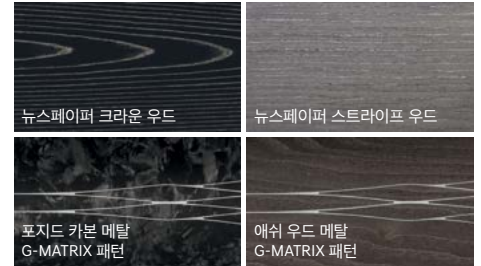 뉴스페이퍼 크라운 우드
뉴스페이퍼 스트라이프 우드
포지드 카본 메탈
G-MATRIX 패턴
애쉬 우드 메탈
G-MATRIX 패턴